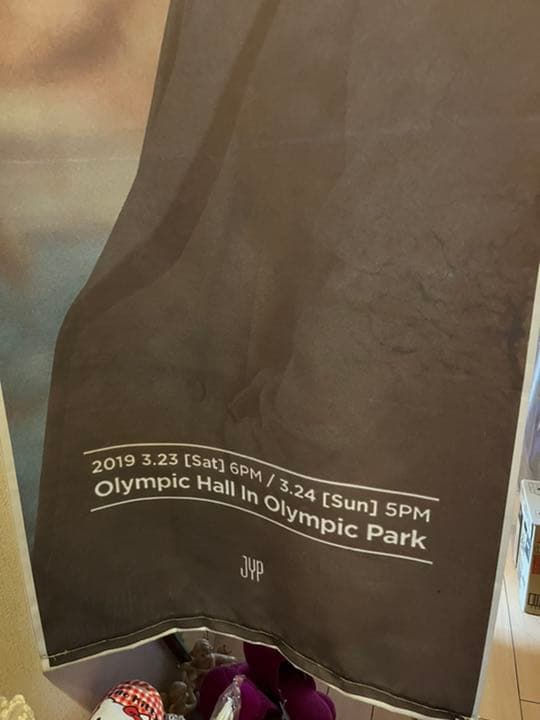 2019 3.23 [Sat] 6PM / 3.24 [Sun] 5PM
Olympic Hall In Olympic Park
JYP